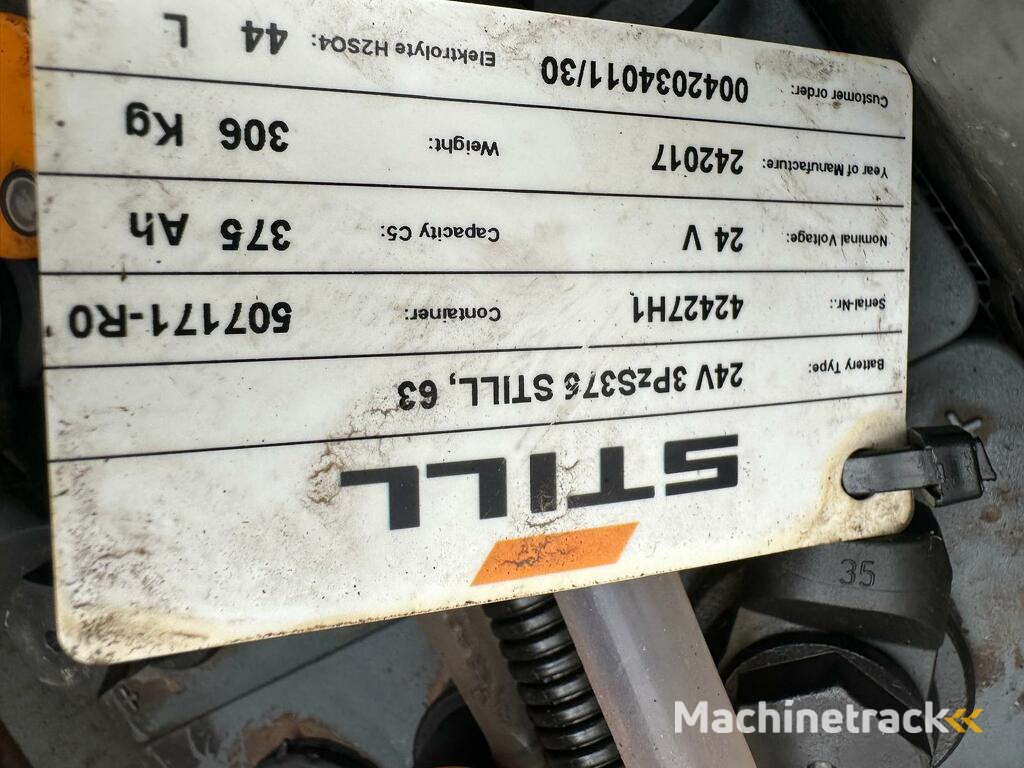 STILL
Battery Type: 24V 3PzS375 STILL, 63
Serial-Nr.: 42427H1 Container: 507171-R0
Nominal Voltage: 24 V Capacity C5: 375 Ah
Year of Manufacture: 242017 Weight: 306 Kg
Customer order: 0042034011/30 Elektrolyte H2SO4: 44 L
35
Machinetrack